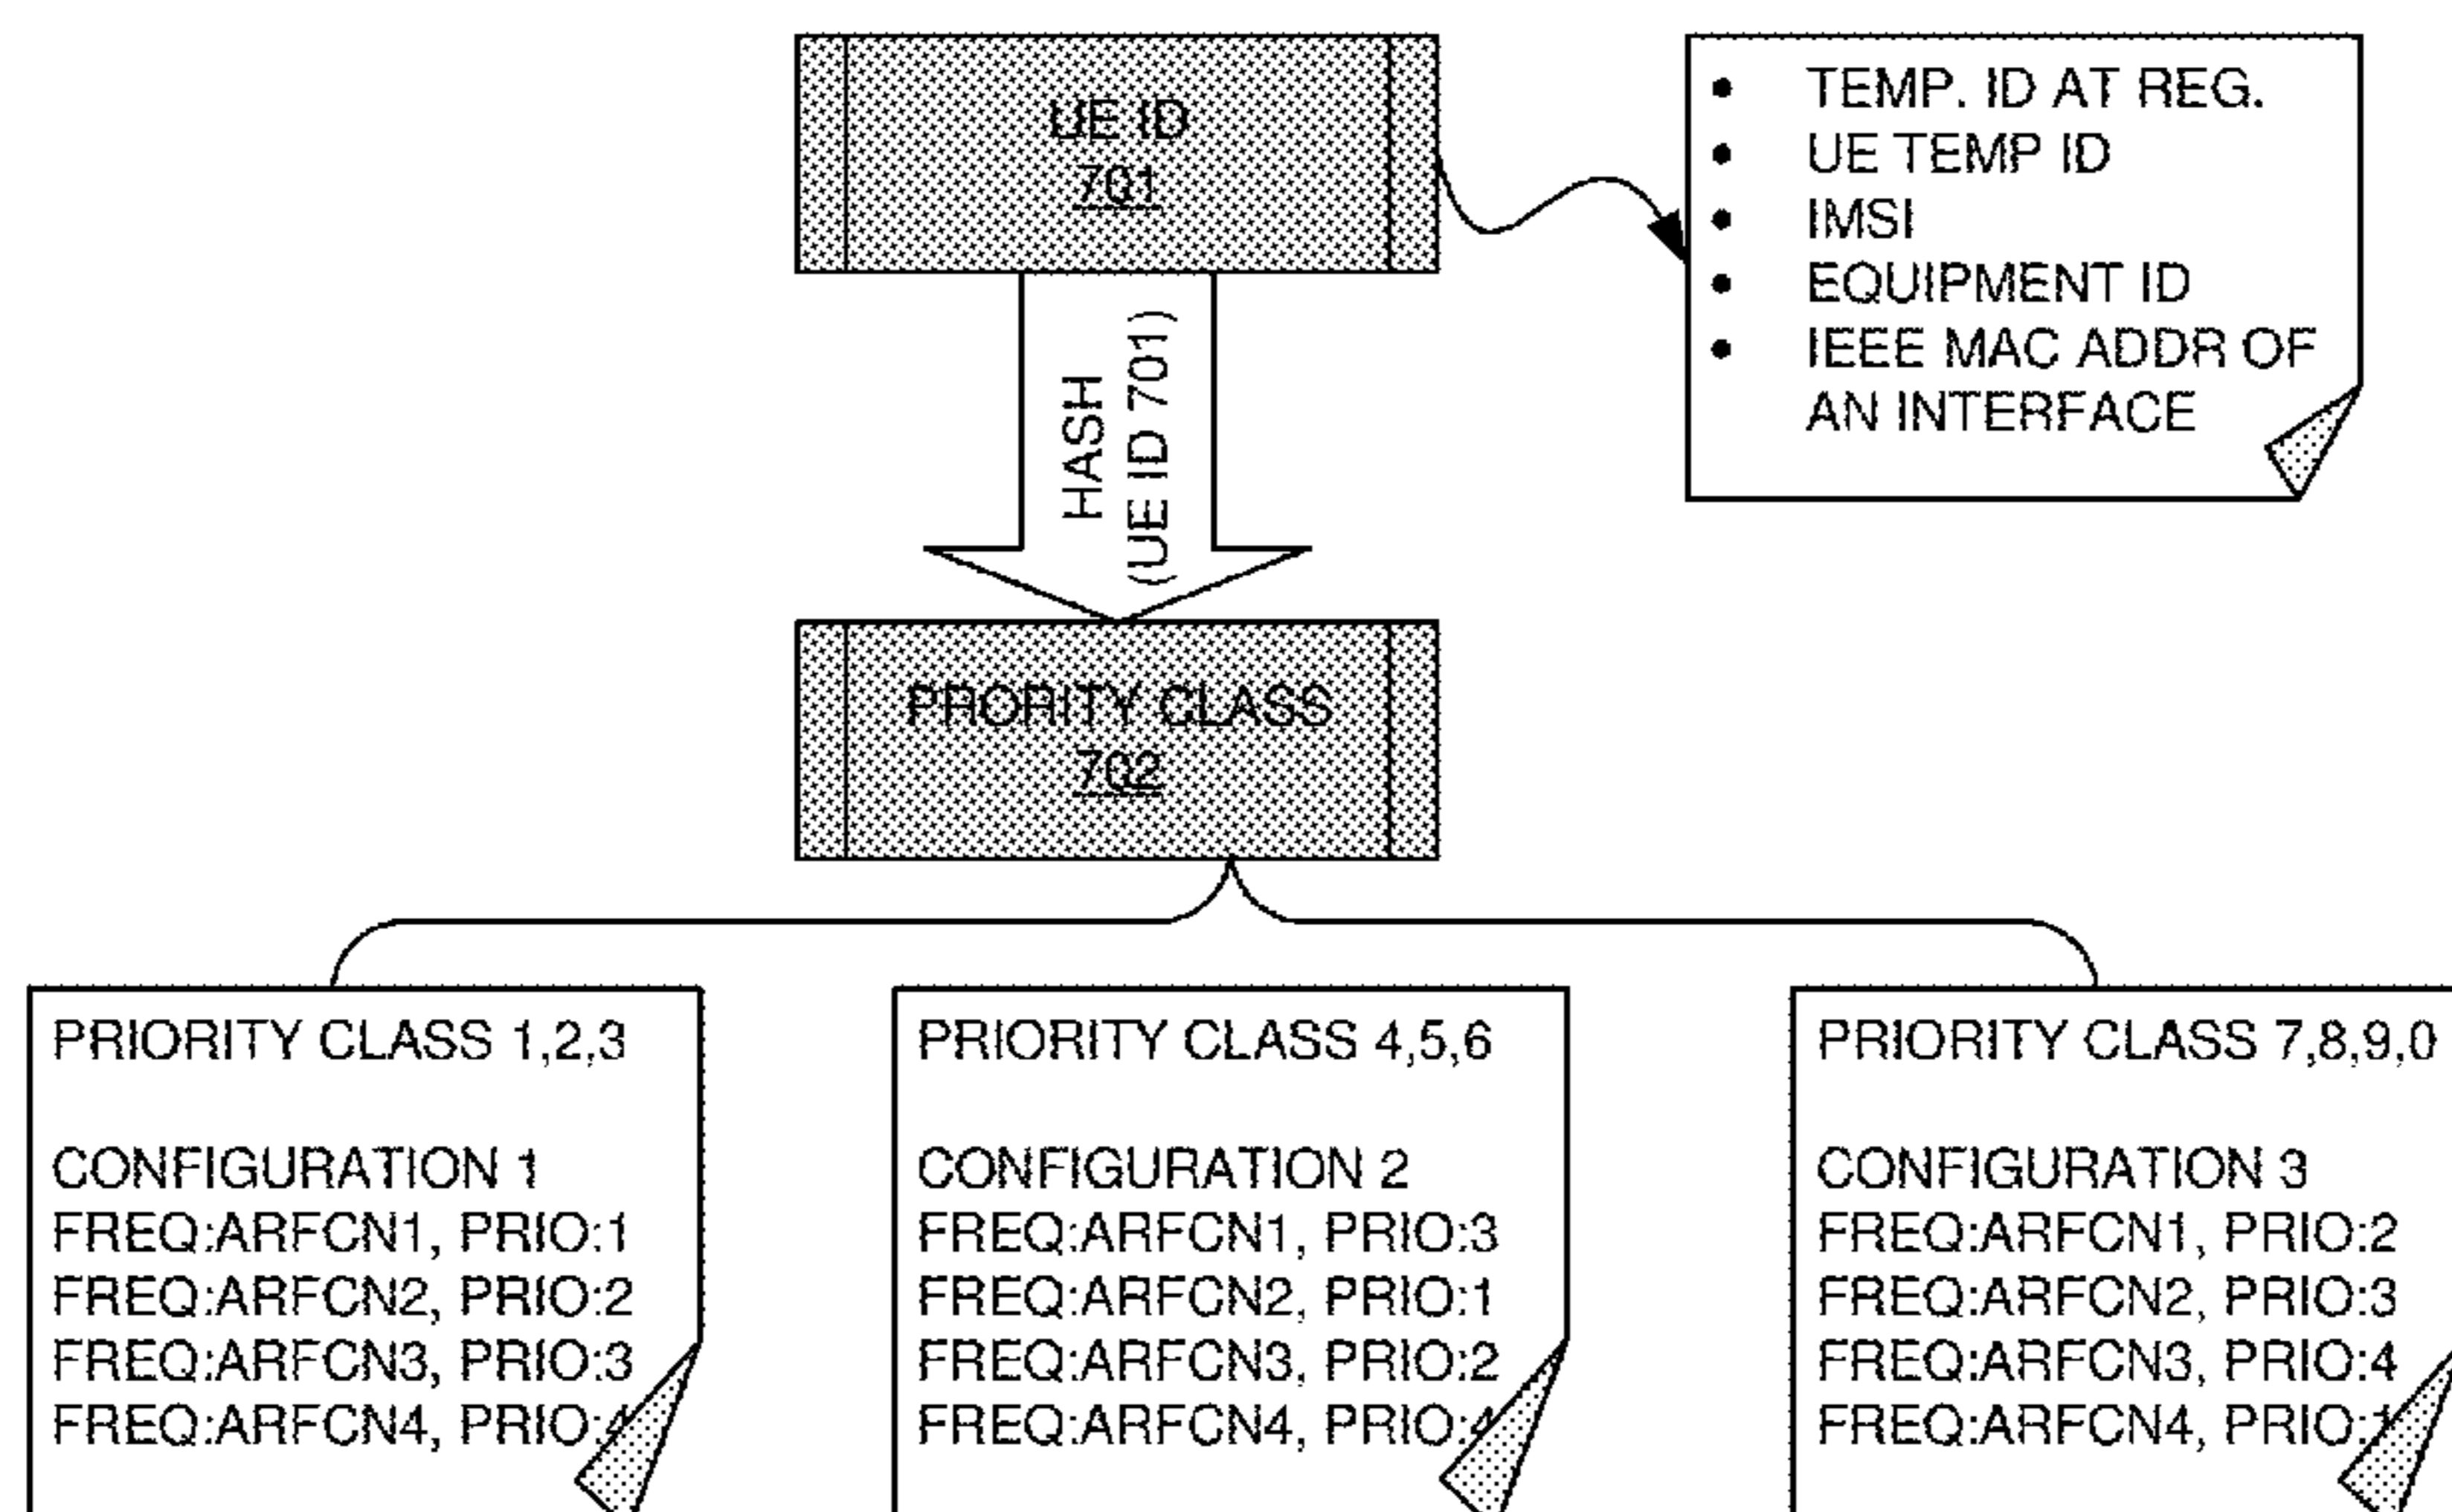 UE ID
701
TEMP. ID AT REG.
UE TEMP ID
IMSI
EQUIPMENT ID
IEEE MAC ADDR OF
AN INTERFACE
HASH
(UE ID 701)
PRORITY CLASS
702
PRIORITY CLASS 1,2,3
CONFIGURATION 1
FREQ:ARFCN1, PRIO:1
FREQ:ARFCN2, PRIO:2
FREQ:ARFCN3, PRIO:3
FREQ:ARFCN4, PRIO:4
PRIORITY CLASS 4,5,6
CONFIGURATION 2
FREQ:ARFCN1, PRIO:3
FREQ:ARFCN2, PRIO:1
FREQ:ARFCN3, PRIO:2
FREQ:ARFCN4, PRIO:4
PRIORITY CLASS 7,8,9,0
CONFIGURATION 3
FREQ:ARFCN1, PRIO:2
FREQ:ARFCN2, PRIO:3
FREQ:ARFCN3, PRIO:4
FREQ:ARFCN4, PRIO:1